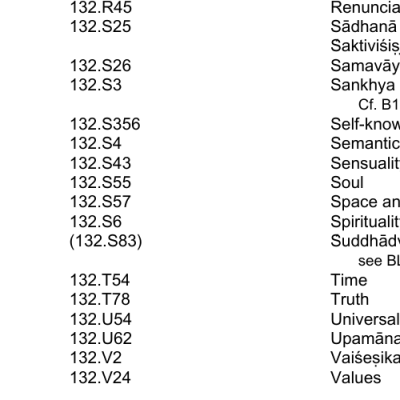 132.R45 Renuncia
132.S25 Sādhanā
Saktiviśiṣ
132.S26 Samavāy
132.S3 Sankhya
Cf. B1
132.S356 Self-know
132.S4 Semantic
132.S43 Sensualit
132.S55 Soul
132.S57 Space an
132.S6 Spiritualit
(132.S83) Suddhādv
see BL
132.T54 Time
132.T78 Truth
132.U54 Universal
132.U62 Upamāna
132.V2 Vaiśeṣika
132.V24 Values